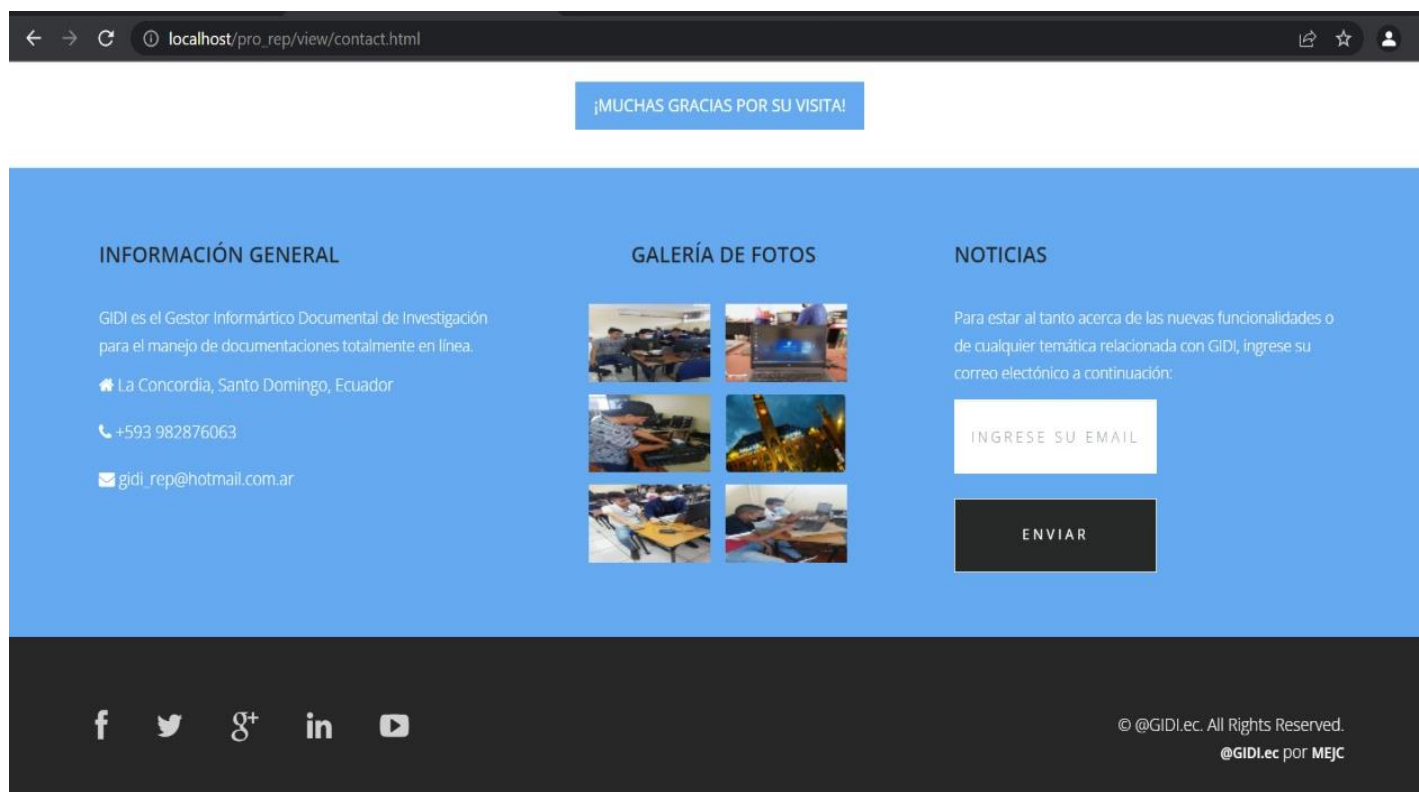 localhost/pro_rep/view/contact.html
¡MUCHAS GRACIAS POR SU VISITA!
INFORMACIÓN GENERAL
GIDI es el Gestor Informártico Documental de Investigación
para el manejo de documentaciones totalmente en línea.
La Concordia, Santo Domingo, Ecuador
+593 982876063
gidi_rep@hotmail.com.ar
GALERÍA DE FOTOS
NOTICIAS
Para estar al tanto acerca de las nuevas funcionalidades o
de cualquier temática relacionada con GIDI, ingrese su
correo electónico a continuación:
INGRESE SU EMAIL
ENVIAR
f
g+
in
© @GIDI.ec. All Rights Reserved.
@GIDI.ec por MEJC